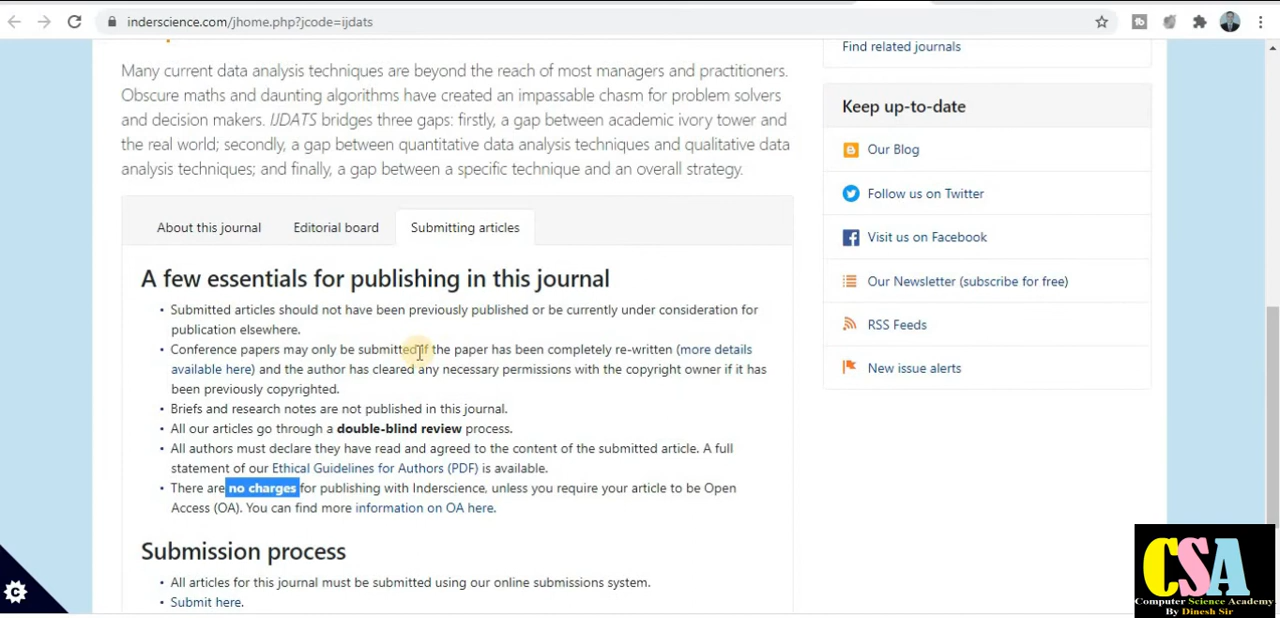 inderscience.com/jhome.php?jcode=ijdats
Many current data analysis techniques are beyond the reach of most managers and practitioners.
Obscure maths and daunting algorithms have created an impassable chasm for problem solvers
and decision makers. IJDATS bridges three gaps: firstly, a gap between academic ivory tower and
the real world; secondly, a gap between quantitative data analysis techniques and qualitative data
analysis techniques; and finally, a gap between a specific technique and an overall strategy.
About this journal
Editorial board
Submitting articles
A few essentials for publishing in this journal
• Submitted articles should not have been previously published or be currently under consideration for
publication elsewhere.
• Conference papers may only be submitted if the paper has been completely re-written (more details
available here) and the author has cleared any necessary permissions with the copyright owner if it has
been previously copyrighted.
• Briefs and research notes are not published in this journal.
• All our articles go through a double-blind review process.
• All authors must declare they have read and agreed to the content of the submitted article. A full
statement of our Ethical Guidelines for Authors (PDF) is available.
• There are no charges for publishing with Inderscience, unless you require your article to be Open
Access (OA). You can find more information on OA here.
Submission process
• All articles for this journal must be submitted using our online submissions system.
• Submit here.
Find related journals
Keep up-to-date
Our Blog
Follow us on Twitter
Visit us on Facebook
Our Newsletter (subscribe for free)
RSS Feeds
New issue alerts
CSA
Computer Science Academy
By Dinesh Sir